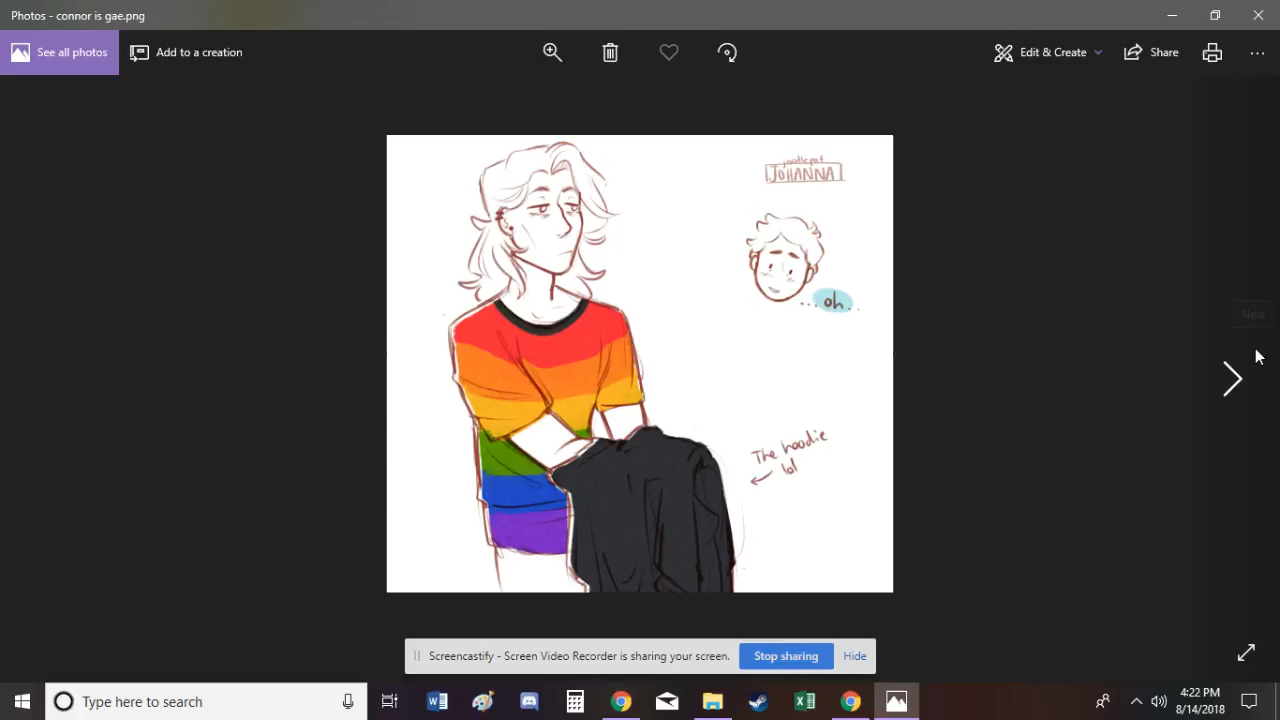 Photos - connor is gae.png
See all photos
Add to a creation
Edit & Create
Share
JOHANNA
... oh..
Next
The hoodie
lol
Screencastify - Screen Video Recorder is sharing your screen.
Stop sharing
Hide
Type here to search
4:22 PM
8/14/2018